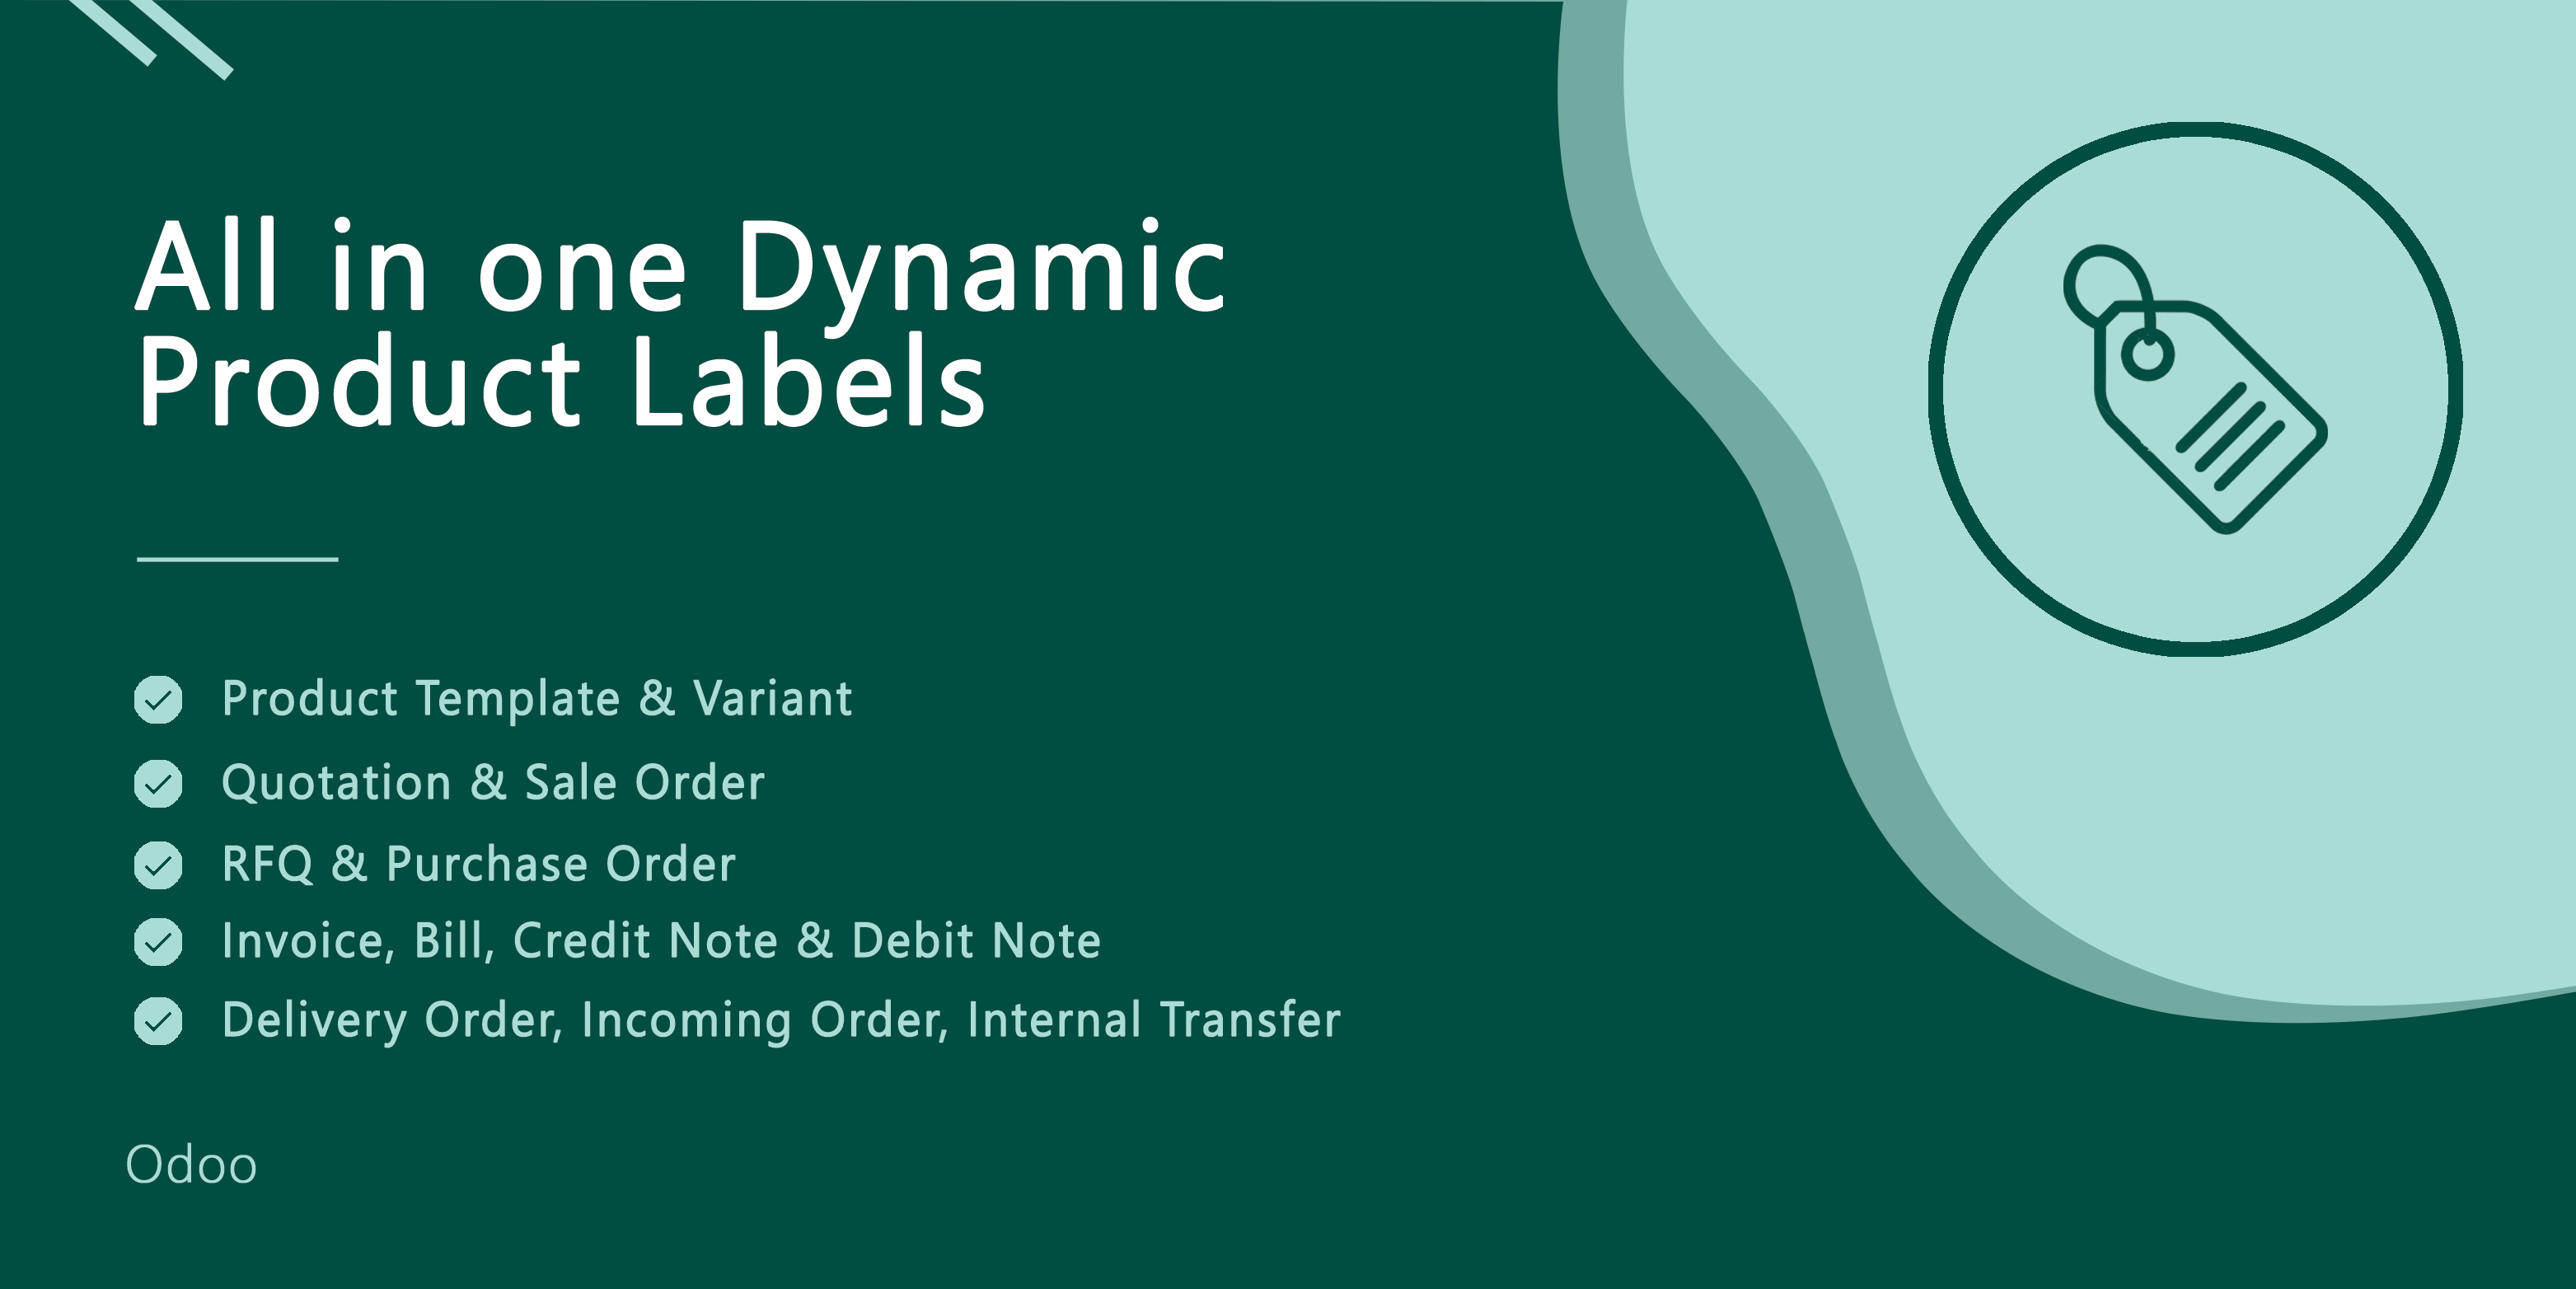 All in one Dynamic
Product Labels
Product Template & Variant
Quotation & Sale Order
RFQ & Purchase Order
Invoice, Bill, Credit Note & Debit Note
Delivery Order, Incoming Order, Internal Transfer
Odoo